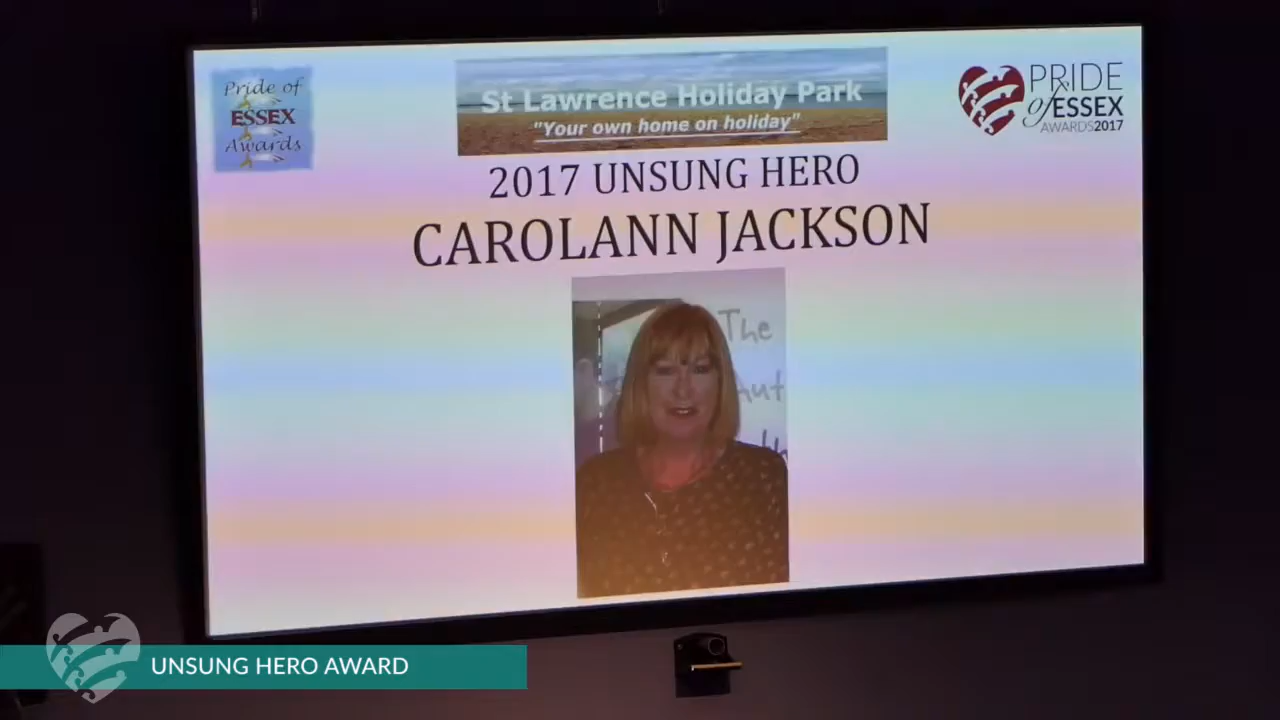 Pride of
ESSEX
Awards
St Lawrence Holiday Park
"Your own home on holiday"
PRIDE
of ESSEX
AWARDS2017
2017 UNSUNG HERO
CAROLANN JACKSON
The
Aut
UNSUNG HERO AWARD